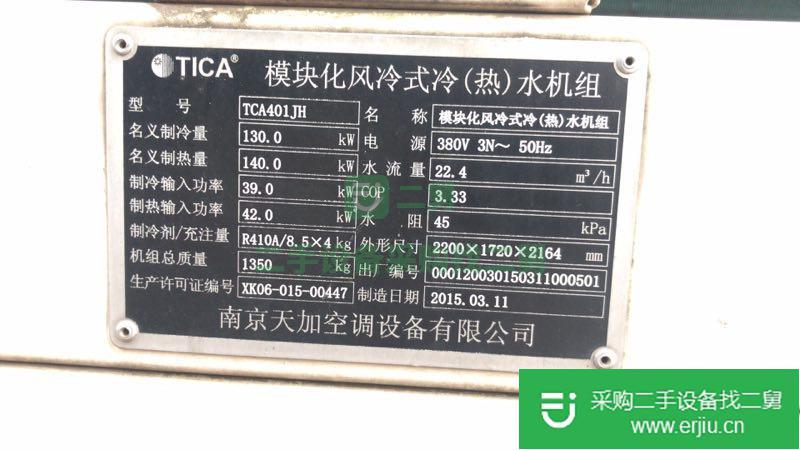 TICA® 模块化风冷式冷(热)水机组
型号 TCA401JH 名称 模块化风冷式冷(热)水机组
名义制冷量 130.0 kW 电源 380V 3N～ 50Hz
名义制热量 140.0 kW 水流量 22.4 m³/h
制冷输入功率 39.0 kW COP 3.33
制热输入功率 42.0 kW 水阻 45 kPa
制冷剂/充注量 R410A/8.5×4 kg 外形尺寸 2200×1720×2164 mm
机组总质量 1350 kg 出厂编号 000120030150311000501
生产许可证编号 XK06-015-00447 制造日期 2015.03.11
南京天加空调设备有限公司
二舅
采购二手设备找二舅
www.erjiu.cn